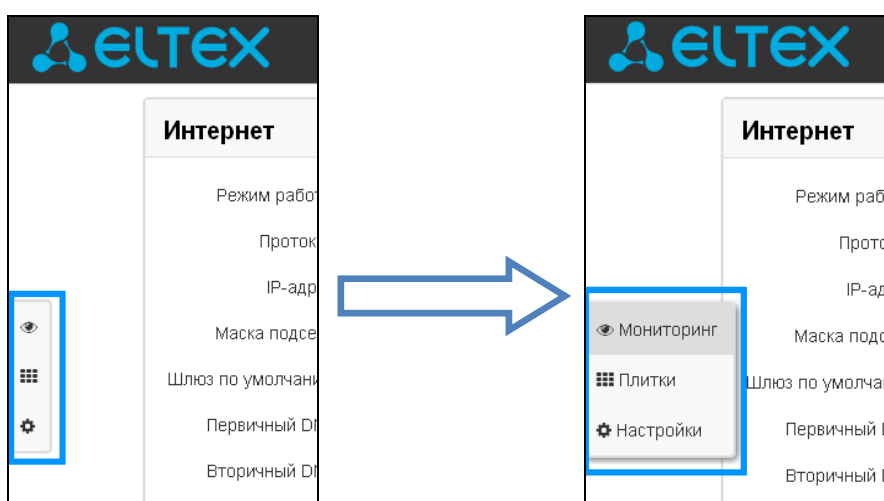 ELTEX
Интернет
Режим рабо
Проток
IP-адр
Маска подсе
Шлюз по умолчани
Первичный DN
Вторичный DN
ELTEX
Интернет
Режим раб
Прото
IP-ад
Мониторинг
Маска подс
Плитки
Шлюз по умолча
Настройки
Первичный
Вторичный